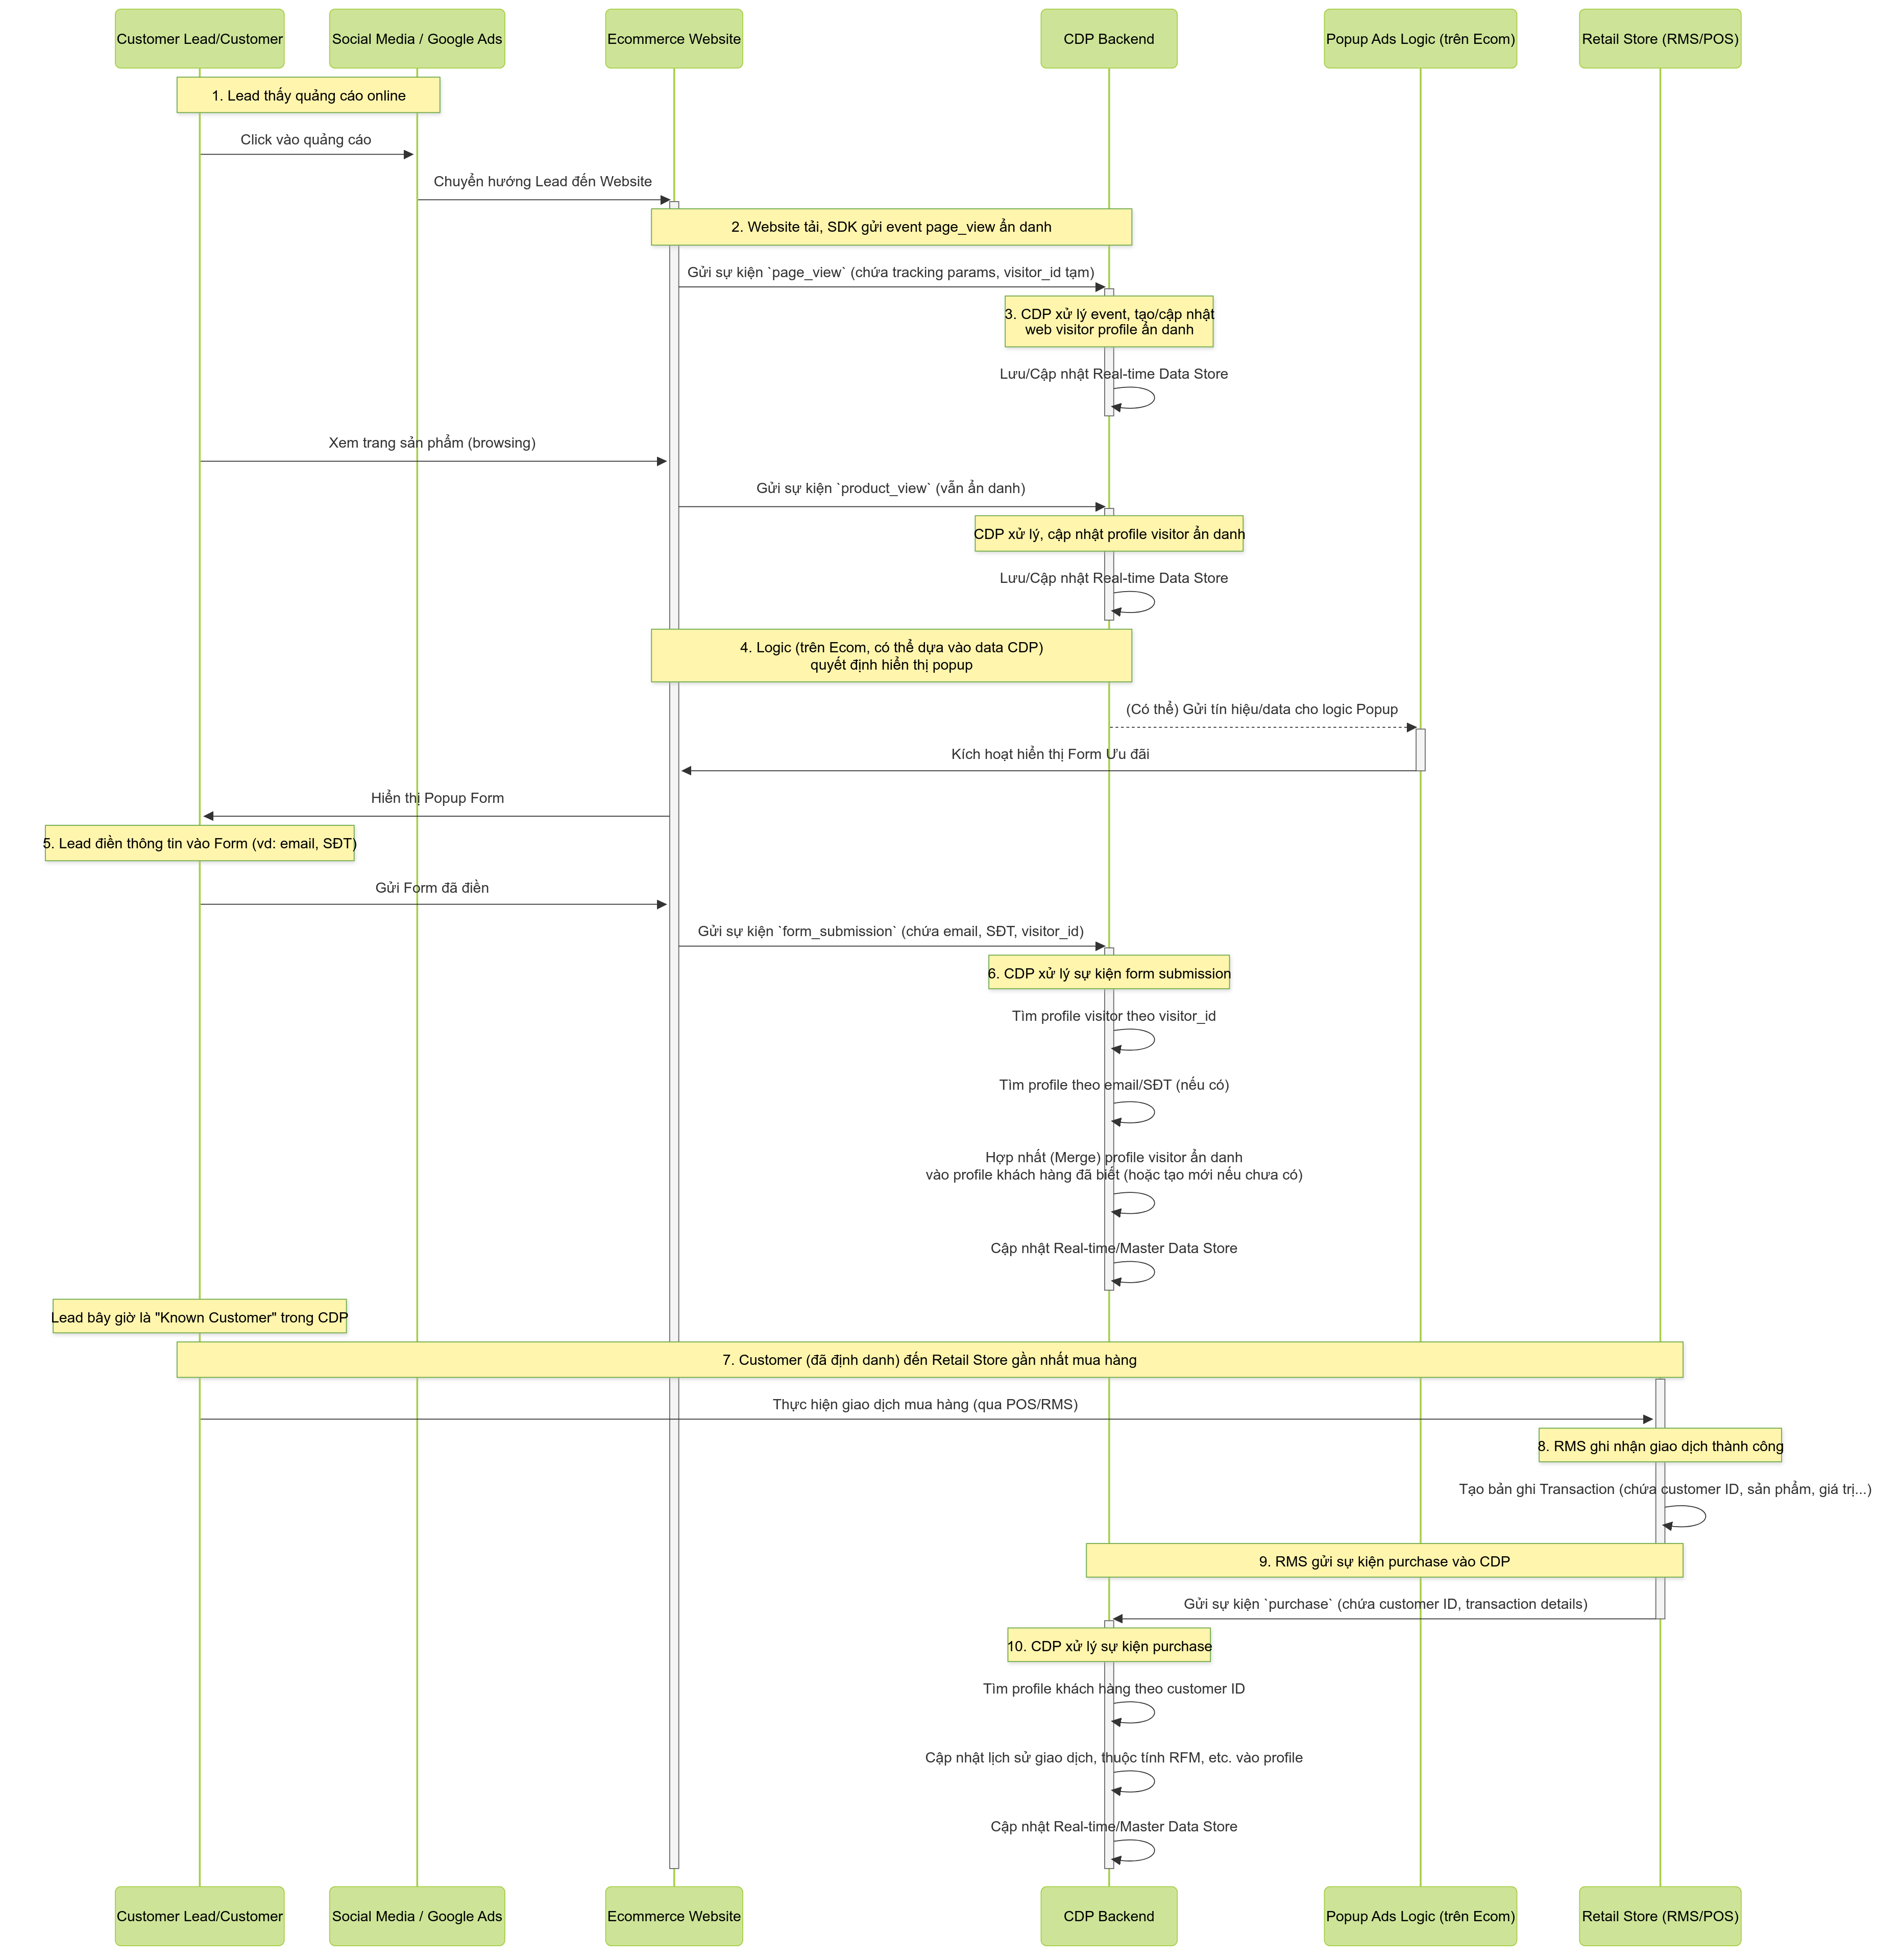 Customer Lead/Customer
Social Media / Google Ads
Ecommerce Website
CDP Backend
Popup Ads Logic (trên Ecom)
Retail Store (RMS/POS)
1. Lead thấy quảng cáo online
Click vào quảng cáo
Chuyển hướng Lead đến Website
2. Website tải, SDK gửi event page_view ẩn danh
Gửi sự kiện `page_view` (chứa tracking params, visitor_id tạm)
3. CDP xử lý event, tạo/cập nhật
web visitor profile ẩn danh
Lưu/Cập nhật Real-time Data Store
Xem trang sản phẩm (browsing)
Gửi sự kiện `product_view` (vẫn ẩn danh)
CDP xử lý, cập nhật profile visitor ẩn danh
Lưu/Cập nhật Real-time Data Store
4. Logic (trên Ecom, có thể dựa vào data CDP)
quyết định hiển thị popup
(Có thể) Gửi tín hiệu/data cho logic Popup
Kích hoạt hiển thị Form Ưu đãi
Hiển thị Popup Form
5. Lead điền thông tin vào Form (vd: email, SĐT)
Gửi Form đã điền
Gửi sự kiện `form_submission` (chứa email, SĐT, visitor_id)
6. CDP xử lý sự kiện form submission
Tìm profile visitor theo visitor_id
Tìm profile theo email/SĐT (nếu có)
Hợp nhất (Merge) profile visitor ẩn danh
vào profile khách hàng đã biết (hoặc tạo mới nếu chưa có)
Cập nhật Real-time/Master Data Store
Lead bây giờ là "Known Customer" trong CDP
7. Customer (đã định danh) đến Retail Store gần nhất mua hàng
Thực hiện giao dịch mua hàng (qua POS/RMS)
8. RMS ghi nhận giao dịch thành công
Tạo bản ghi Transaction (chứa customer ID, sản phẩm, giá trị...)
9. RMS gửi sự kiện purchase vào CDP
Gửi sự kiện `purchase` (chứa customer ID, transaction details)
10. CDP xử lý sự kiện purchase
Tìm profile khách hàng theo customer ID
Cập nhật lịch sử giao dịch, thuộc tính RFM, etc. vào profile
Cập nhật Real-time/Master Data Store
Customer Lead/Customer
Social Media / Google Ads
Ecommerce Website
CDP Backend
Popup Ads Logic (trên Ecom)
Retail Store (RMS/POS)